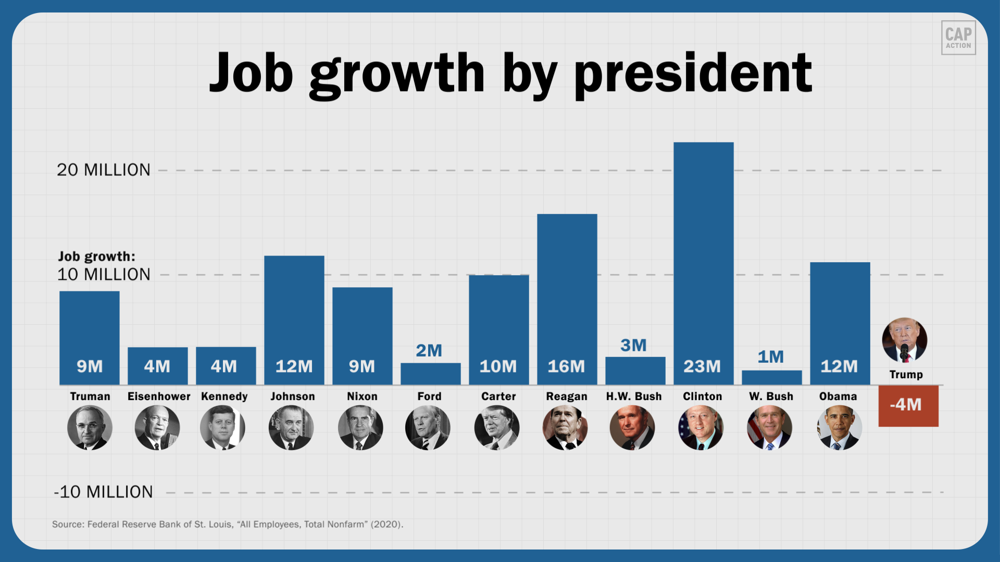 CAP
ACTION
Job growth by president
20 MILLION
Job growth:
10 MILLION
9M
4M
4M
12M
9M
2M
10M
16M
3M
23M
1M
12M
Trump
Truman
Eisenhower
Kennedy
Johnson
Nixon
Ford
Carter
Reagan
H.W. Bush
Clinton
W. Bush
Obama
-4M
-10 MILLION
Source: Federal Reserve Bank of St. Louis, “All Employees, Total Nonfarm” (2020).